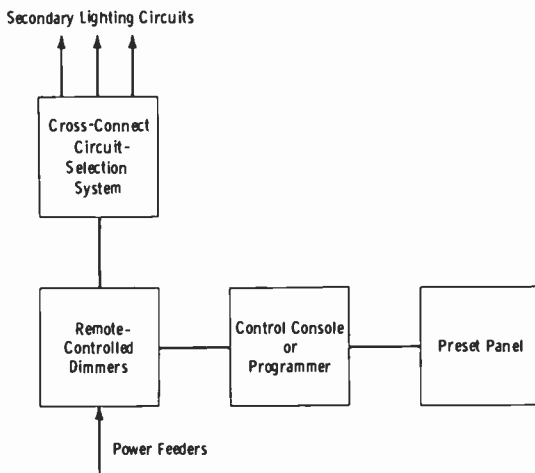 Secondary Lighting Circuits
Cross-Connect
Circuit-
Selection
System
Remote-
Controlled
Dimmers
Control Console
or
Programmer
Preset Panel
Power Feeders